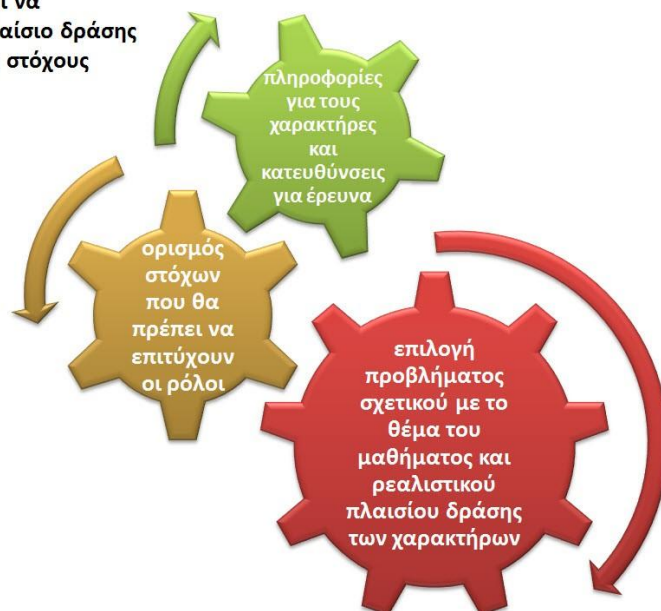 να
δράσης
στόχους
πληροφορίες
για τους
χαρακτήρες
και
κατευθύνσεις
για έρευνα
ορισμός
στόχων
που θα
πρέπει να
επιτύχουν
οι ρόλοι
επιλογή
προβλήματος
σχετικού με το
θέμα του
μαθήματος και
ρεαλιστικού
πλαισίου δράσης
των χαρακτήρων